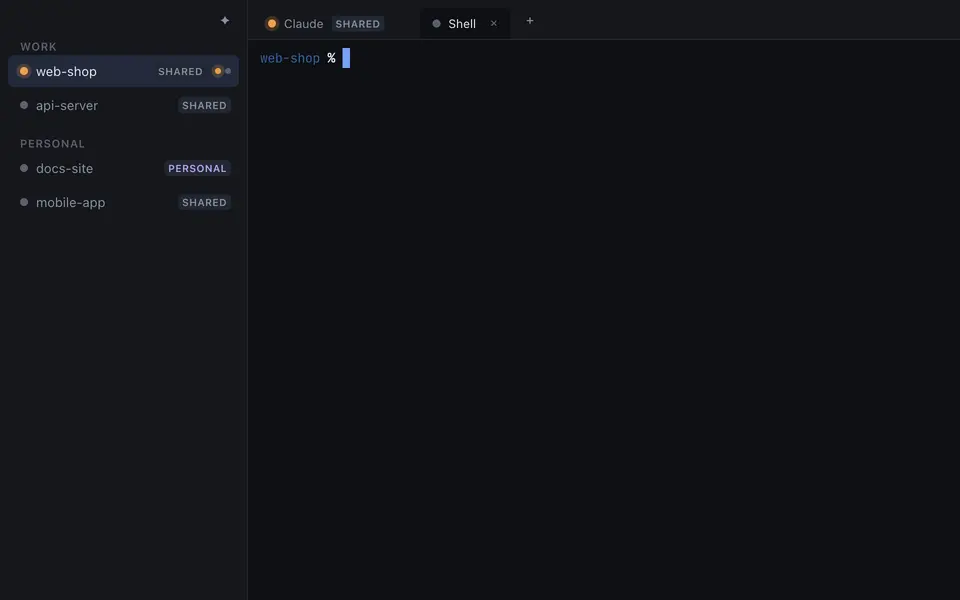 WORK
web-shop SHARED
api-server SHARED
PERSONAL
docs-site PERSONAL
mobile-app SHARED
Claude SHARED
Shell × +
web-shop %